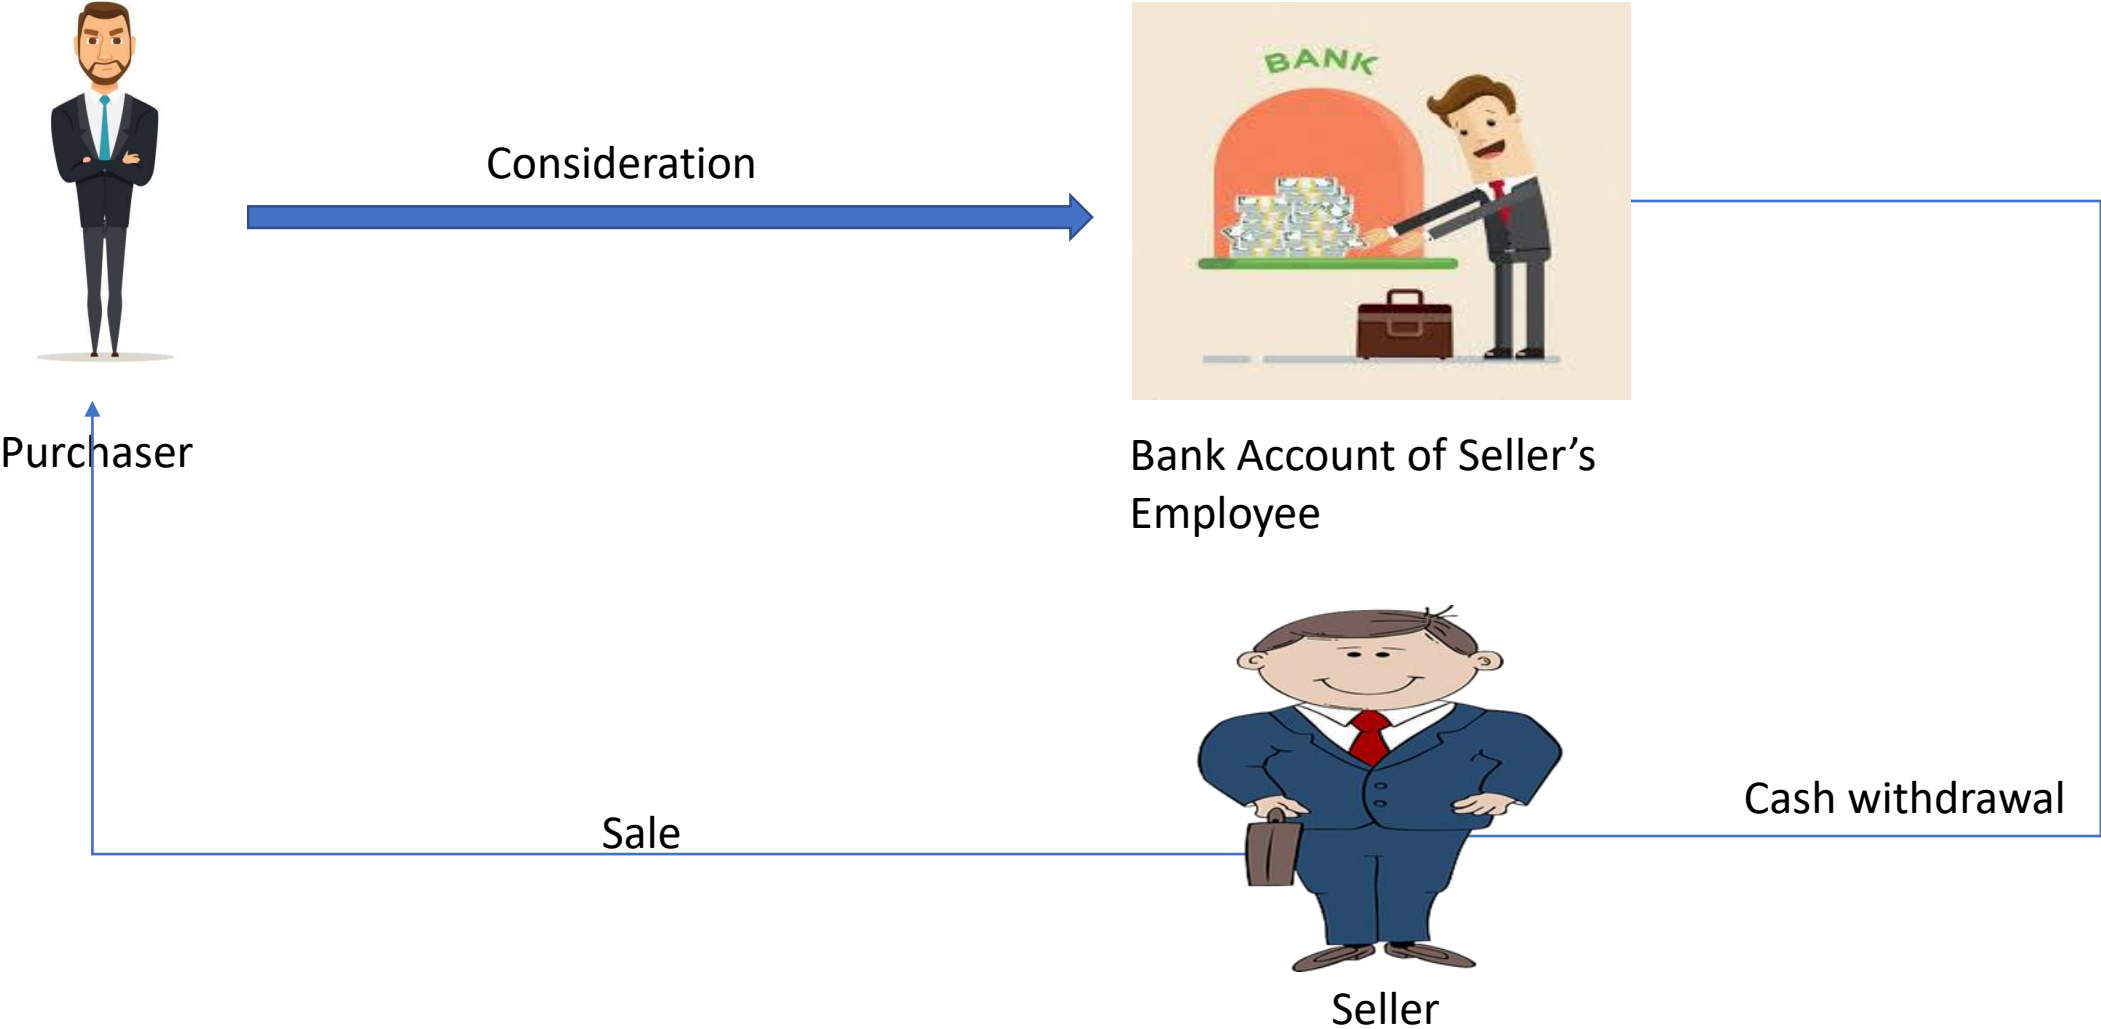 BANK
Consideration
Purchaser
Bank Account of Seller’s
Employee
Cash withdrawal
Sale
Seller